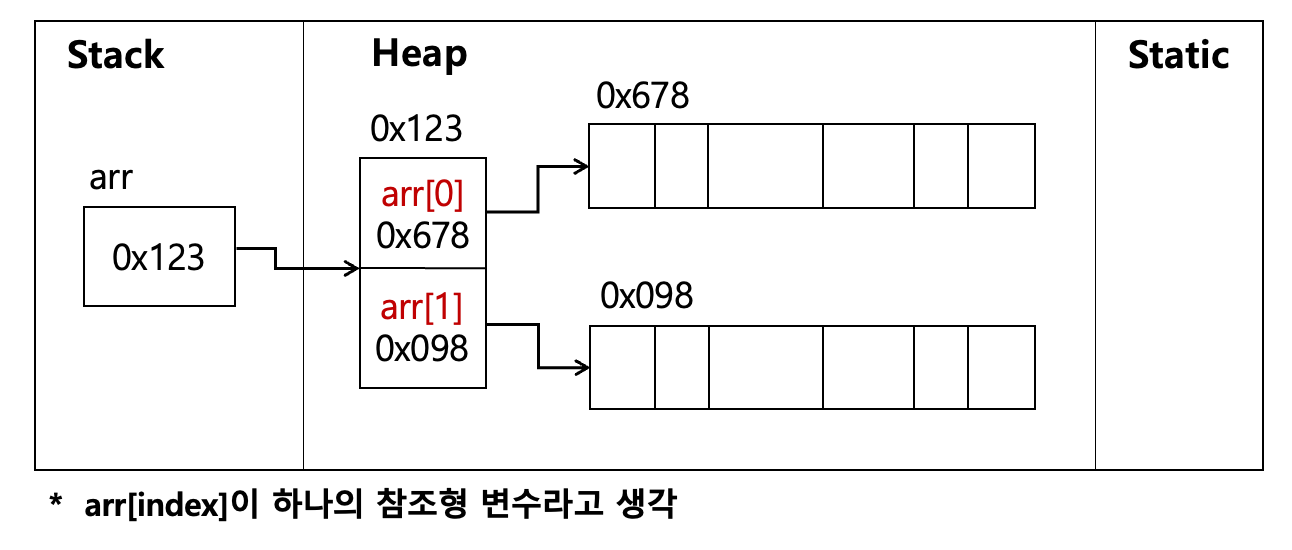 Stack
Heap
Static
0x678
0x123
arr
arr[0]
0x678
0x123
0x098
arr[1]
0x098
* arr[index]이 하나의 참조형 변수라고 생각